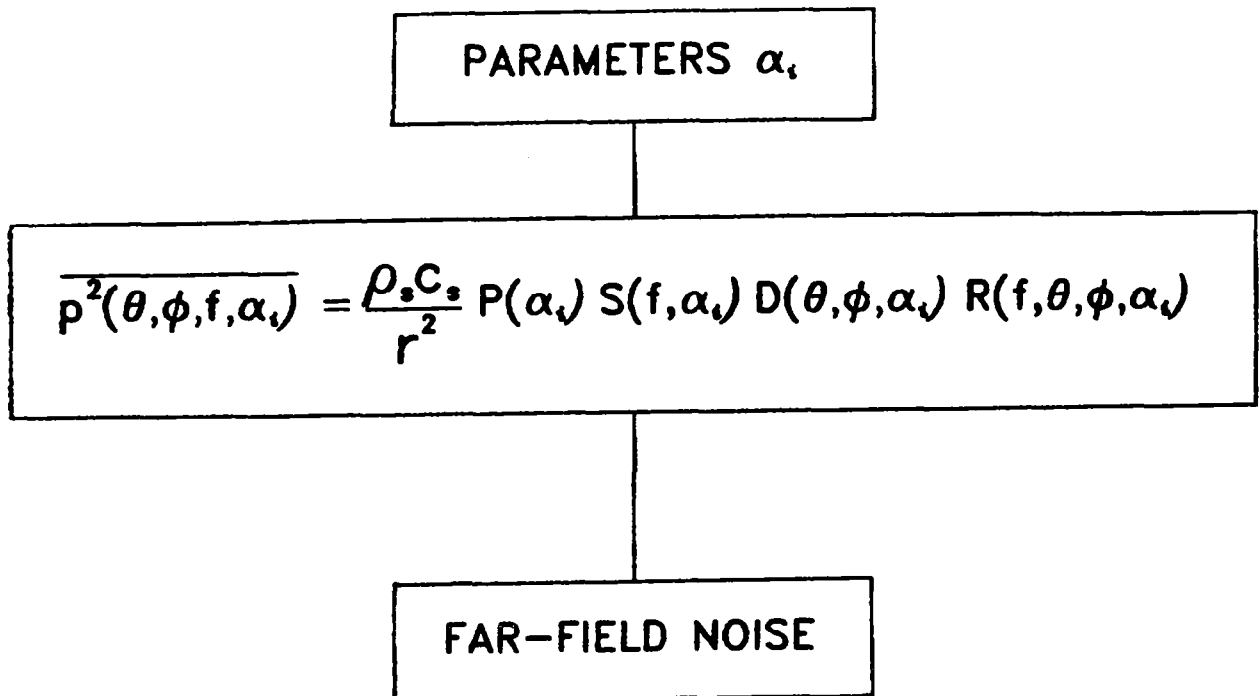 PARAMETERS αᵢ
p²(θ,ϕ,f,αᵢ) = ρₛcₛ/r² P(αᵢ) S(f,αᵢ) D(θ,ϕ,αᵢ) R(f,θ,ϕ,αᵢ)
FAR–FIELD NOISE